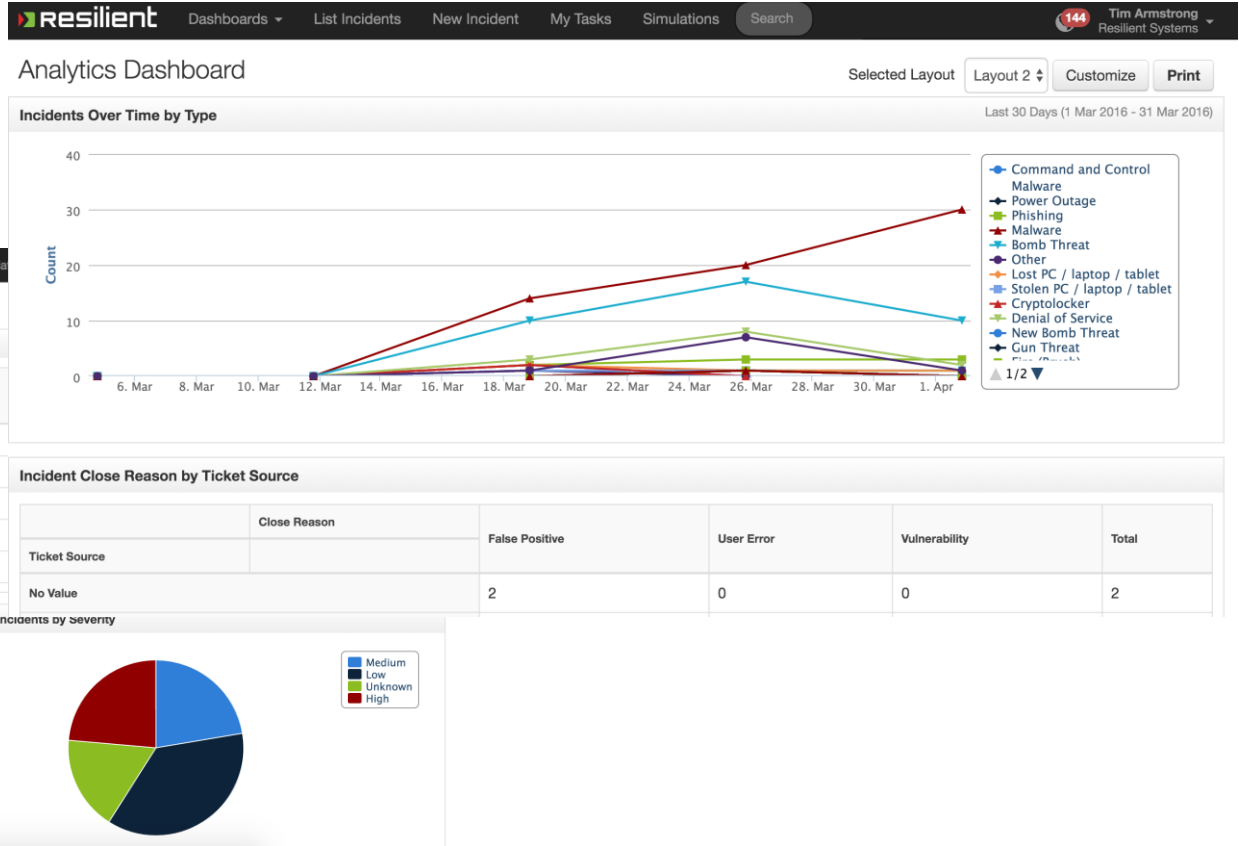 Resilient Dashboards List Incidents New Incident My Tasks Simulations Search 144 Tim Armstrong
Resilient Systems
Analytics Dashboard Selected Layout Layout 2 Customize Print
Incidents Over Time by Type Last 30 Days (1 Mar 2016 - 31 Mar 2016)
40
30
20
10
0
Count
6. Mar 8. Mar 10. Mar 12. Mar 14. Mar 16. Mar 18. Mar 20. Mar 22. Mar 24. Mar 26. Mar 28. Mar 30. Mar 1. Apr
Command and Control
Malware
Power Outage
Phishing
Malware
Bomb Threat
Other
Lost PC / laptop / tablet
Stolen PC / laptop / tablet
Cryptolocker
Denial of Service
New Bomb Threat
Gun Threat
1/2
Incident Close Reason by Ticket Source
Close Reason False Positive User Error Vulnerability Total
Ticket Source
No Value 2 0 0 2
ncidents by Severity
Medium
Low
Unknown
High